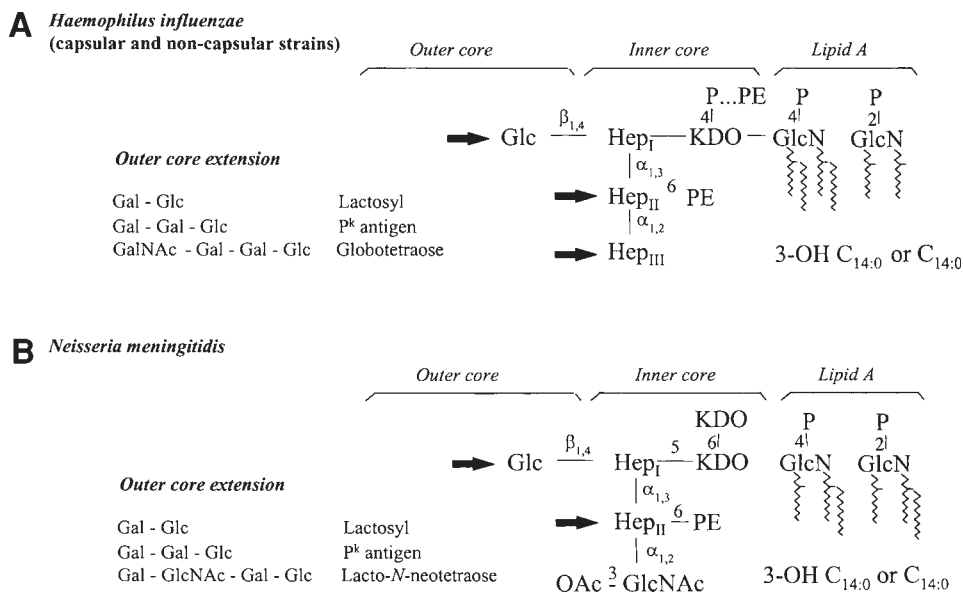 A Haemophilus influenzae
(capsular and non-capsular strains)
Outer core Inner core Lipid A
P...PE P P
4 4 2
β1,4
Glc HepI KDO GlcN GlcN
α1,3
Outer core extension
HepII 6 PE
Gal - Glc Lactosyl
α1,2
Gal - Gal - Glc Pk antigen
GalNAc - Gal - Gal - Glc Globotetraose HepIII 3-OH C14:0 or C14:0
B Neisseria meningitidis
Outer core Inner core Lipid A
KDO P P
β1,4 5 6 4 2
Glc HepI KDO GlcN GlcN
α1,3
Outer core extension
HepII 6 PE
Gal - Glc Lactosyl
α1,2
Gal - Gal - Glc Pk antigen
Gal - GlcNAc - Gal - Glc Lacto-N-neotetraose OAc - 3 GlcNAc 3-OH C14:0 or C14:0